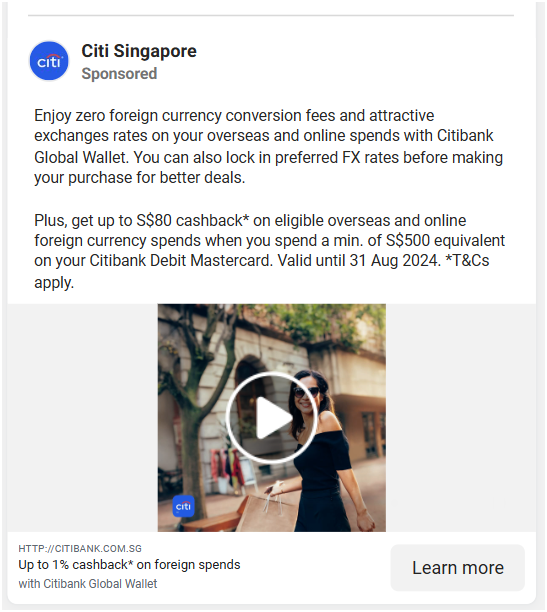 citi
Citi Singapore
Sponsored
Enjoy zero foreign currency conversion fees and attractive
exchanges rates on your overseas and online spends with Citibank
Global Wallet. You can also lock in preferred FX rates before making
your purchase for better deals.
Plus, get up to S$80 cashback* on eligible overseas and online
foreign currency spends when you spend a min. of S$500 equivalent
on your Citibank Debit Mastercard. Valid until 31 Aug 2024. *T&Cs
apply.
citi
HTTP://CITIBANK.COM.SG
Up to 1% cashback* on foreign spends
with Citibank Global Wallet
Learn more